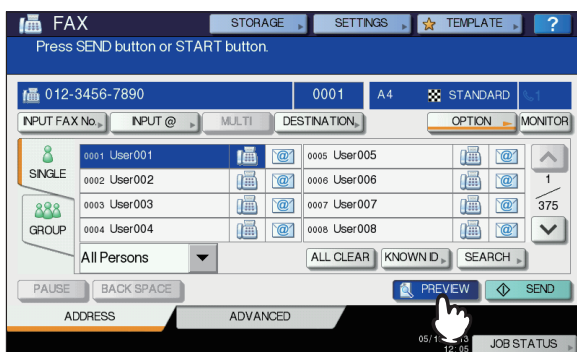 FAX STORAGE SETTINGS TEMPLATE ?
Press SEND button or START button.
012-3456-7890 0001 A4 STANDARD 1
INPUT FAX No. INPUT @ MULTI DESTINATION OPTION MONITOR
SINGLE
GROUP
0001 User001 0005 User005
0002 User002 0006 User006
0003 User003 0007 User007
0004 User004 0008 User008
1
375
All Persons ALL CLEAR KNOWN ID SEARCH
PAUSE BACK SPACE PREVIEW SEND
ADDRESS ADVANCED
12:05 JOB STATUS